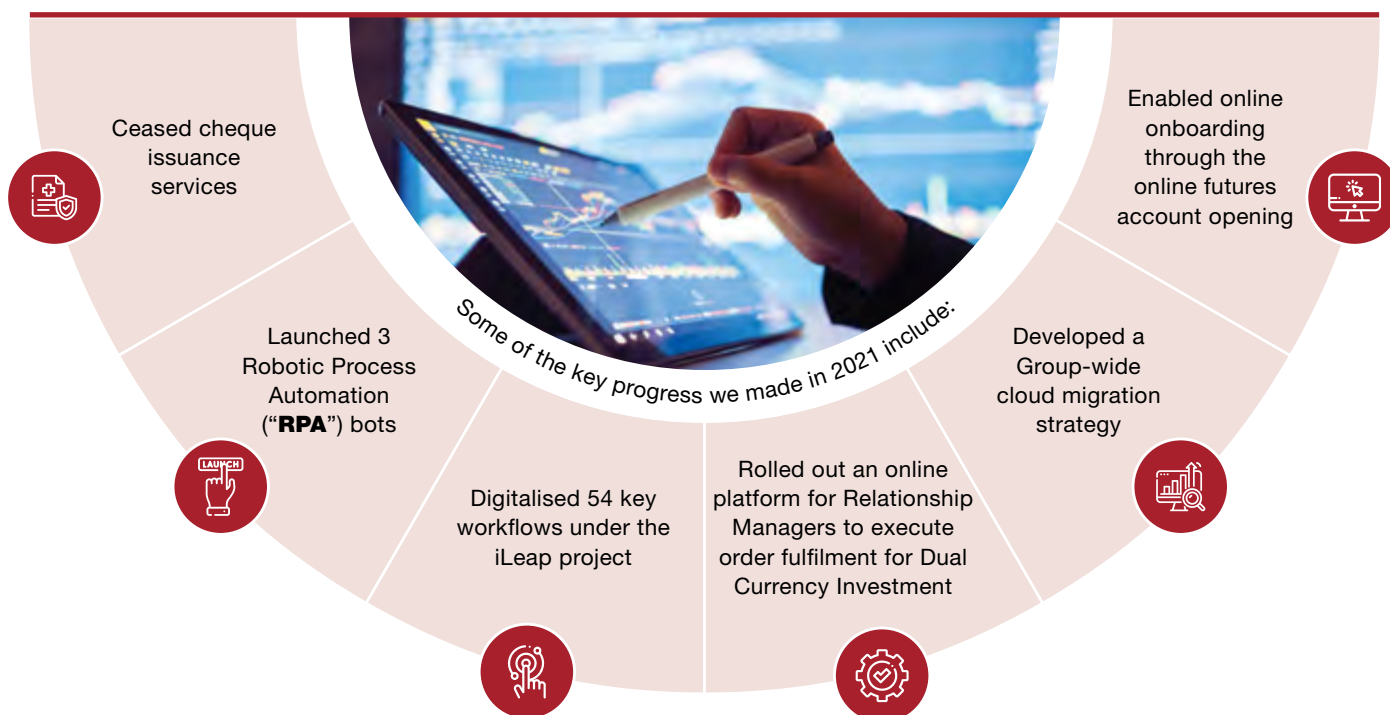 Some of the key progress we made in 2021 include:
Ceased cheque
issuance
services
Launched 3
Robotic Process
Automation
(“RPA”) bots
LAUNCH
Digitalised 54 key
workflows under the
iLeap project
Rolled out an online
platform for Relationship
Managers to execute
order fulfilment for Dual
Currency Investment
Developed a
Group-wide
cloud migration
strategy
Enabled online
onboarding
through the
online futures
account opening